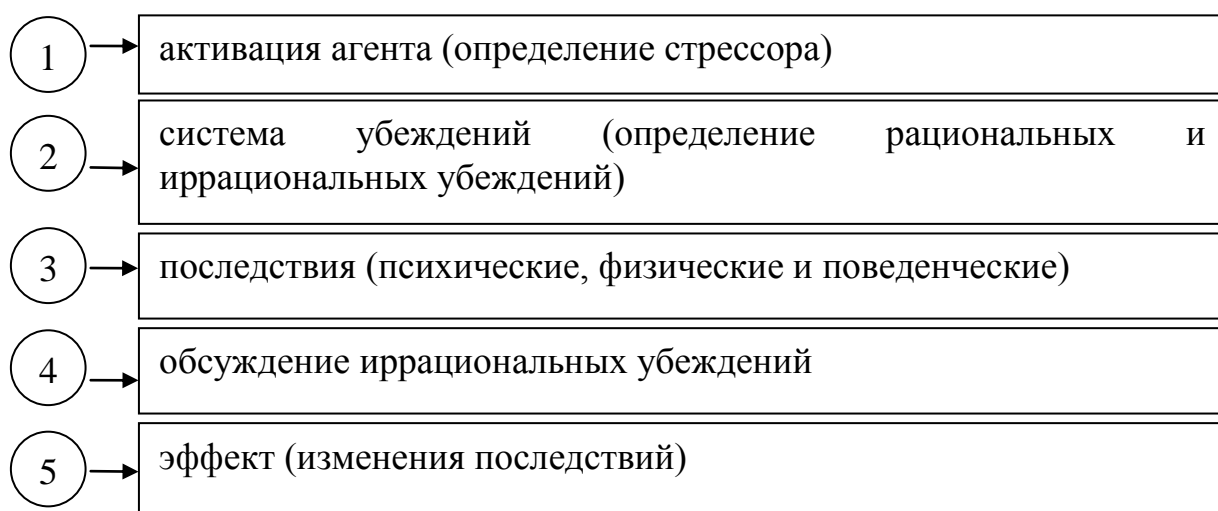 1 активация агента (определение стрессора)
2 система убеждений (определение рациональных и
иррациональных убеждений)
3 последствия (психические, физические и поведенческие)
4 обсуждение иррациональных убеждений
5 эффект (изменения последствий)